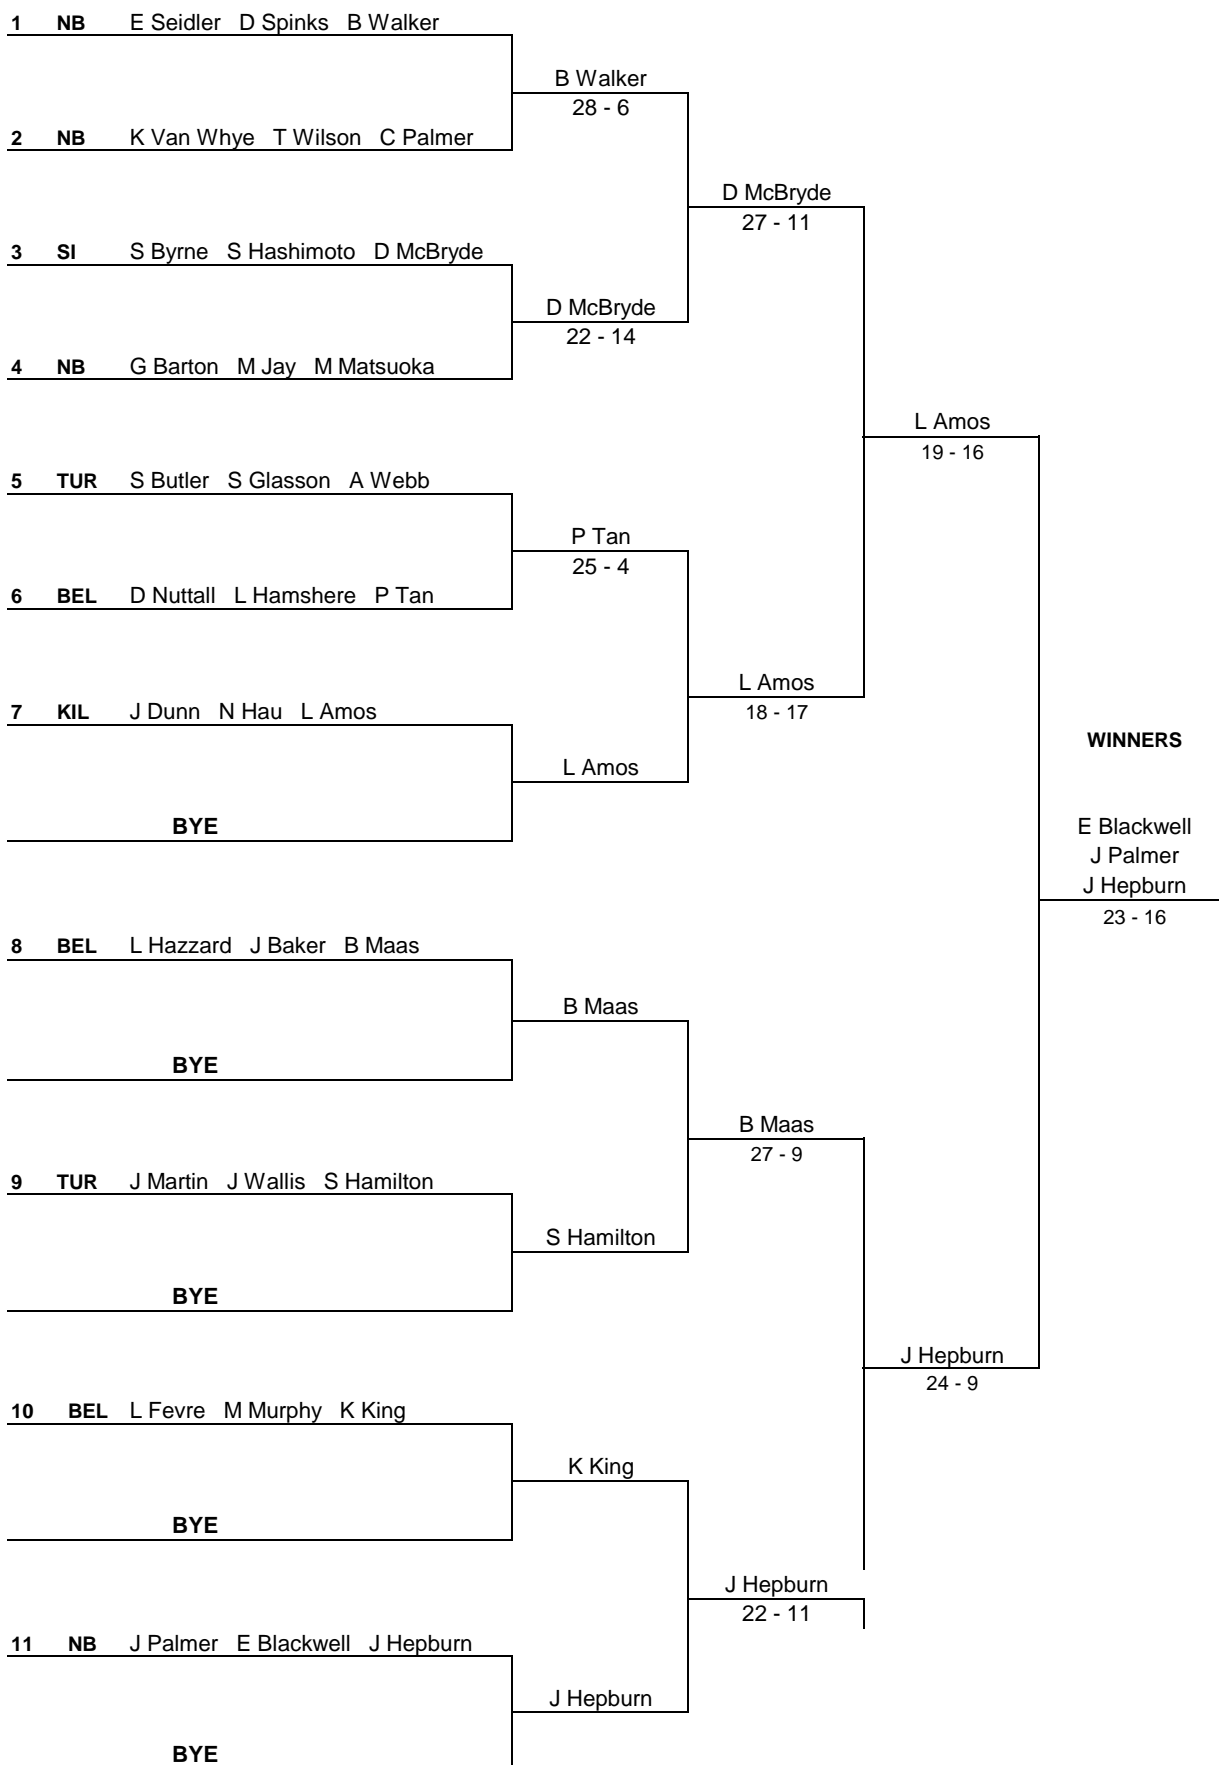 1 NB E Seidler D Spinks B Walker
B Walker
28 - 6
2 NB K Van Whye T Wilson C Palmer
D McBryde
27 - 11
3 SI S Byrne S Hashimoto D McBryde
D McBryde
22 - 14
4 NB G Barton M Jay M Matsuoka
L Amos
19 - 16
5 TUR S Butler S Glasson A Webb
P Tan
25 - 4
6 BEL D Nuttall L Hamshere P Tan
L Amos
18 - 17
7 KIL J Dunn N Hau L Amos
WINNERS
L Amos
BYE
E Blackwell
J Palmer
J Hepburn
23 - 16
8 BEL L Hazzard J Baker B Maas
B Maas
BYE
B Maas
27 - 9
9 TUR J Martin J Wallis S Hamilton
S Hamilton
BYE
J Hepburn
24 - 9
10 BEL L Fevre M Murphy K King
K King
BYE
J Hepburn
22 - 11
11 NB J Palmer E Blackwell J Hepburn
J Hepburn
BYE